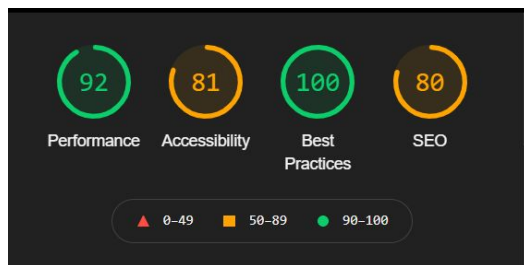 92 81 100 80
Performance Accessibility Best Practices SEO
0–49 50–89 90–100